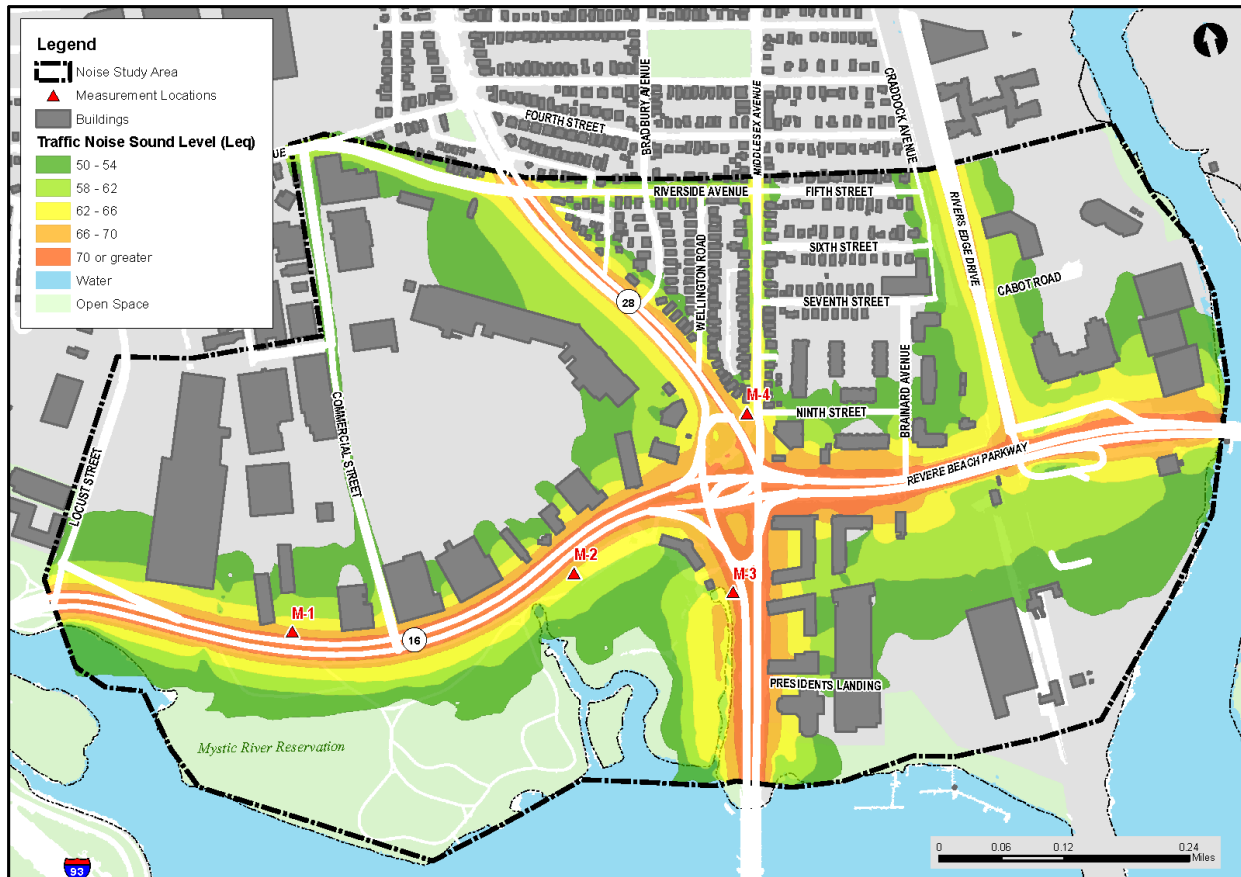 Legend
Noise Study Area
Measurement Locations
Buildings
Traffic Noise Sound Level (Leq)
50 - 54
58 - 62
62 - 66
66 - 70
70 or greater
Water
Open Space
FOURTH STREET
BRADBURY AVENUE
MIDDLESEX AVENUE
CRADDOCK AVENUE
RIVERSIDE AVENUE
FIFTH STREET
SIXTH STREET
SEVENTH STREET
WELLINGTON ROAD
RIVERS EDGE DRIVE
CABOT ROAD
28
M-4
NINTH STREET
BRAINARD AVENUE
REVERE BEACH PARKWAY
LOCUST STREET
COMMERCIAL STREET
M-2
M-3
M-1
16
PRESIDENTS LANDING
Mystic River Reservation
93
0 0.06 0.12 0.24
Miles